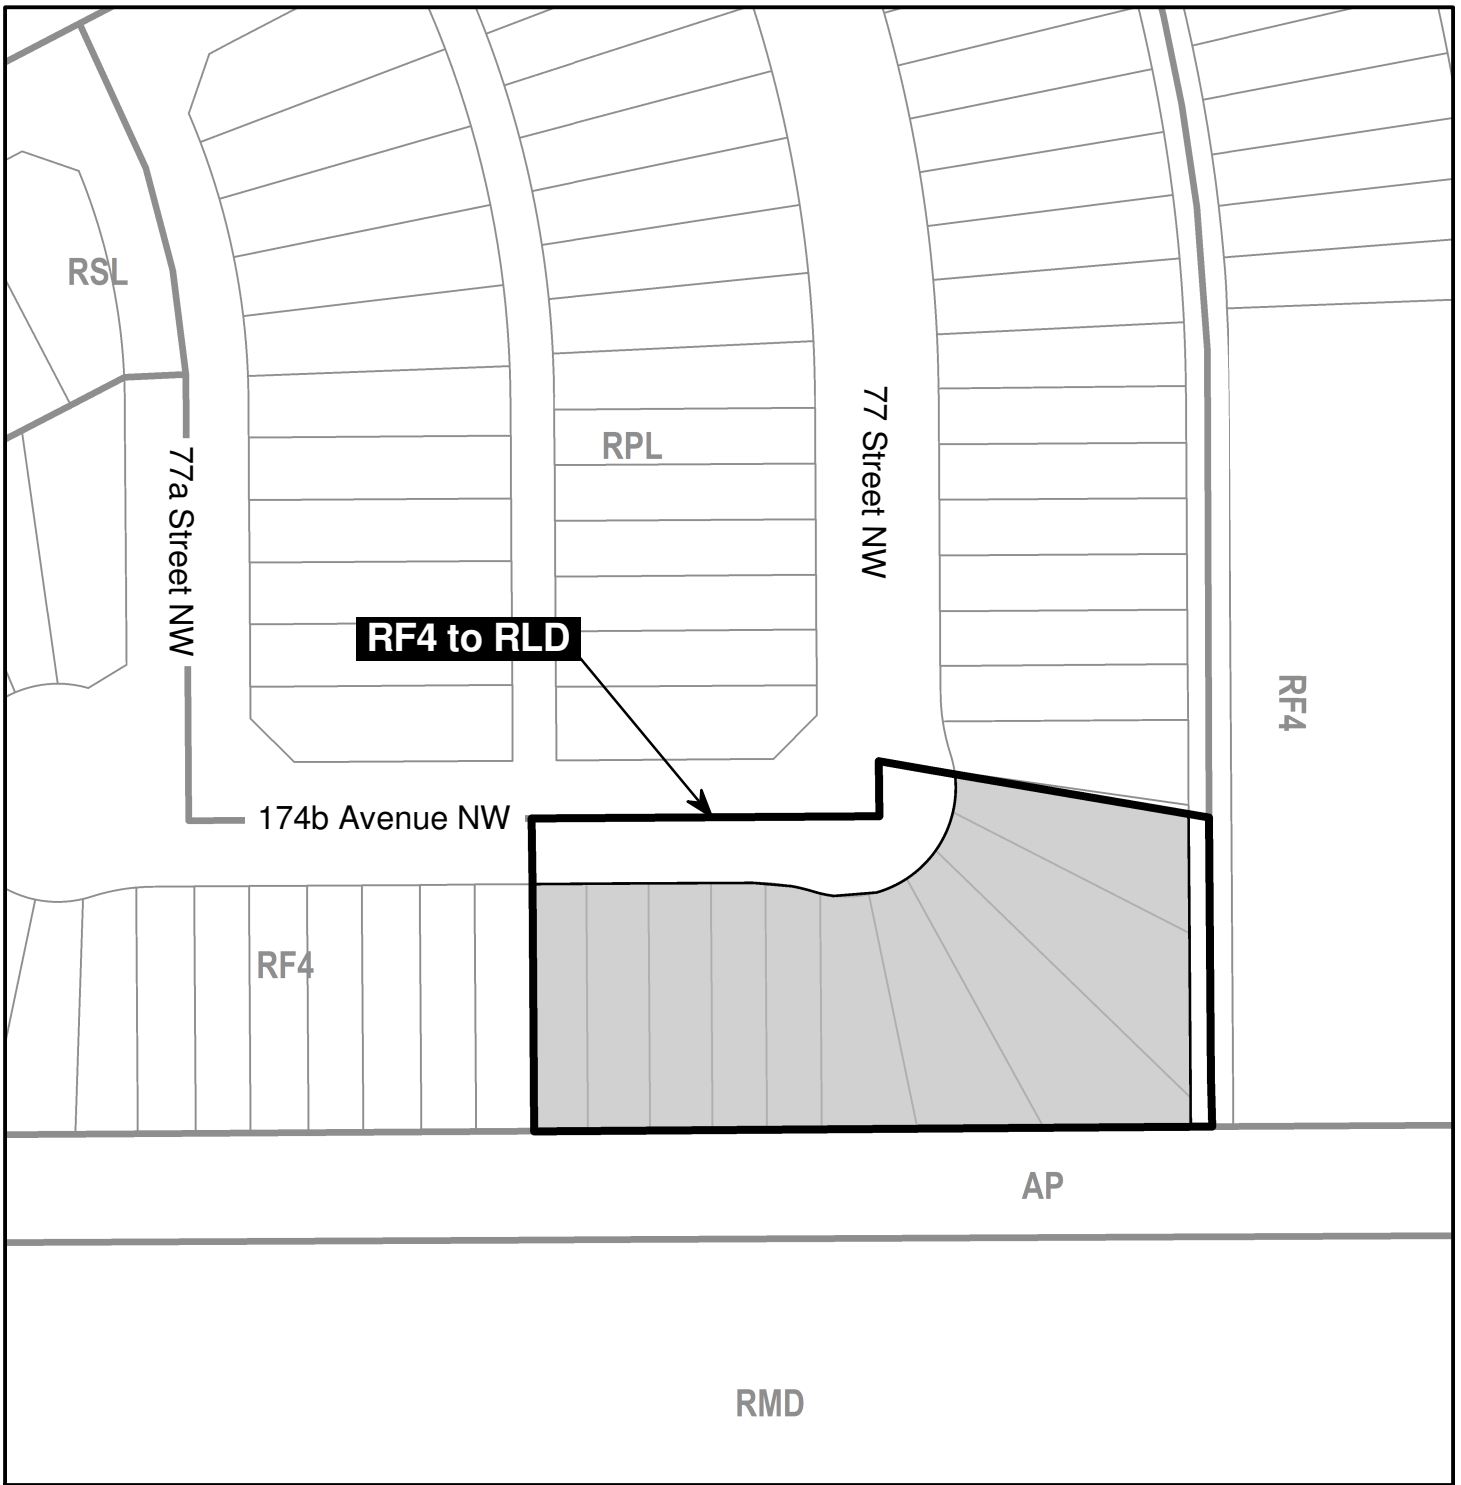 RSL
RPL
77 Street NW
77a Street NW
RF4 to RLD
RF4
174b Avenue NW
RF4
AP
RMD